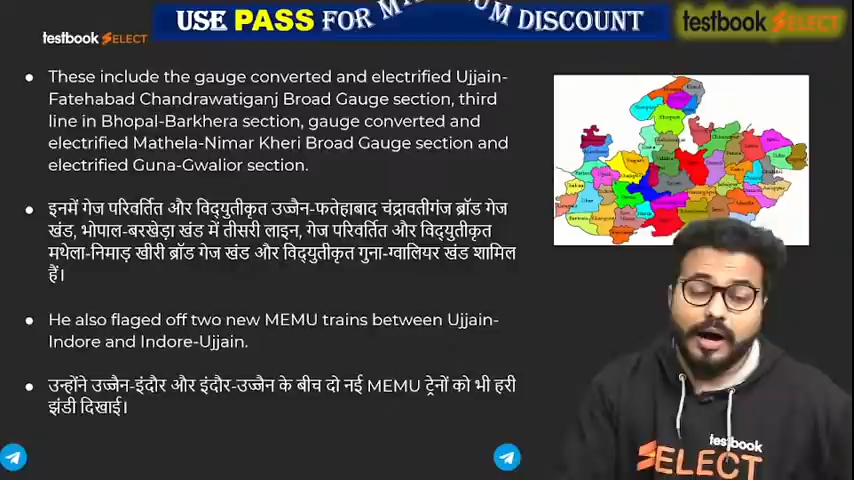 USE PASS FOR DISCOUNT
testbook SELECT
testbook SELECT
These include the gauge converted and electrified Ujjain-
Fatehabad Chandrawatiganj Broad Gauge section, third
line in Bhopal-Barkhera section, gauge converted and
electrified Mathela-Nimar Kheri Broad Gauge section and
electrified Guna-Gwalior section.
इनमें गेज परिवर्तित और विद्युतीकृत उज्जैन-फतेहाबाद चंद्रावतीगंज ब्रॉड गेज
खंड, भोपाल-बरखेड़ा खंड में तीसरी लाइन, गेज परिवर्तित और विद्युतीकृत
मथेला-निमाड़ खीरी ब्रॉड गेज खंड और विद्युतीकृत गुना-ग्वालियर खंड शामिल
हैं।
He also flaged off two new MEMU trains between Ujjain-
Indore and Indore-Ujjain.
उन्होंने उज्जैन-इंदौर और इंदौर-उज्जैन के बीच दो नई MEMU ट्रेनों को भी हरी
झंडी दिखाई।
testbook
SELECT